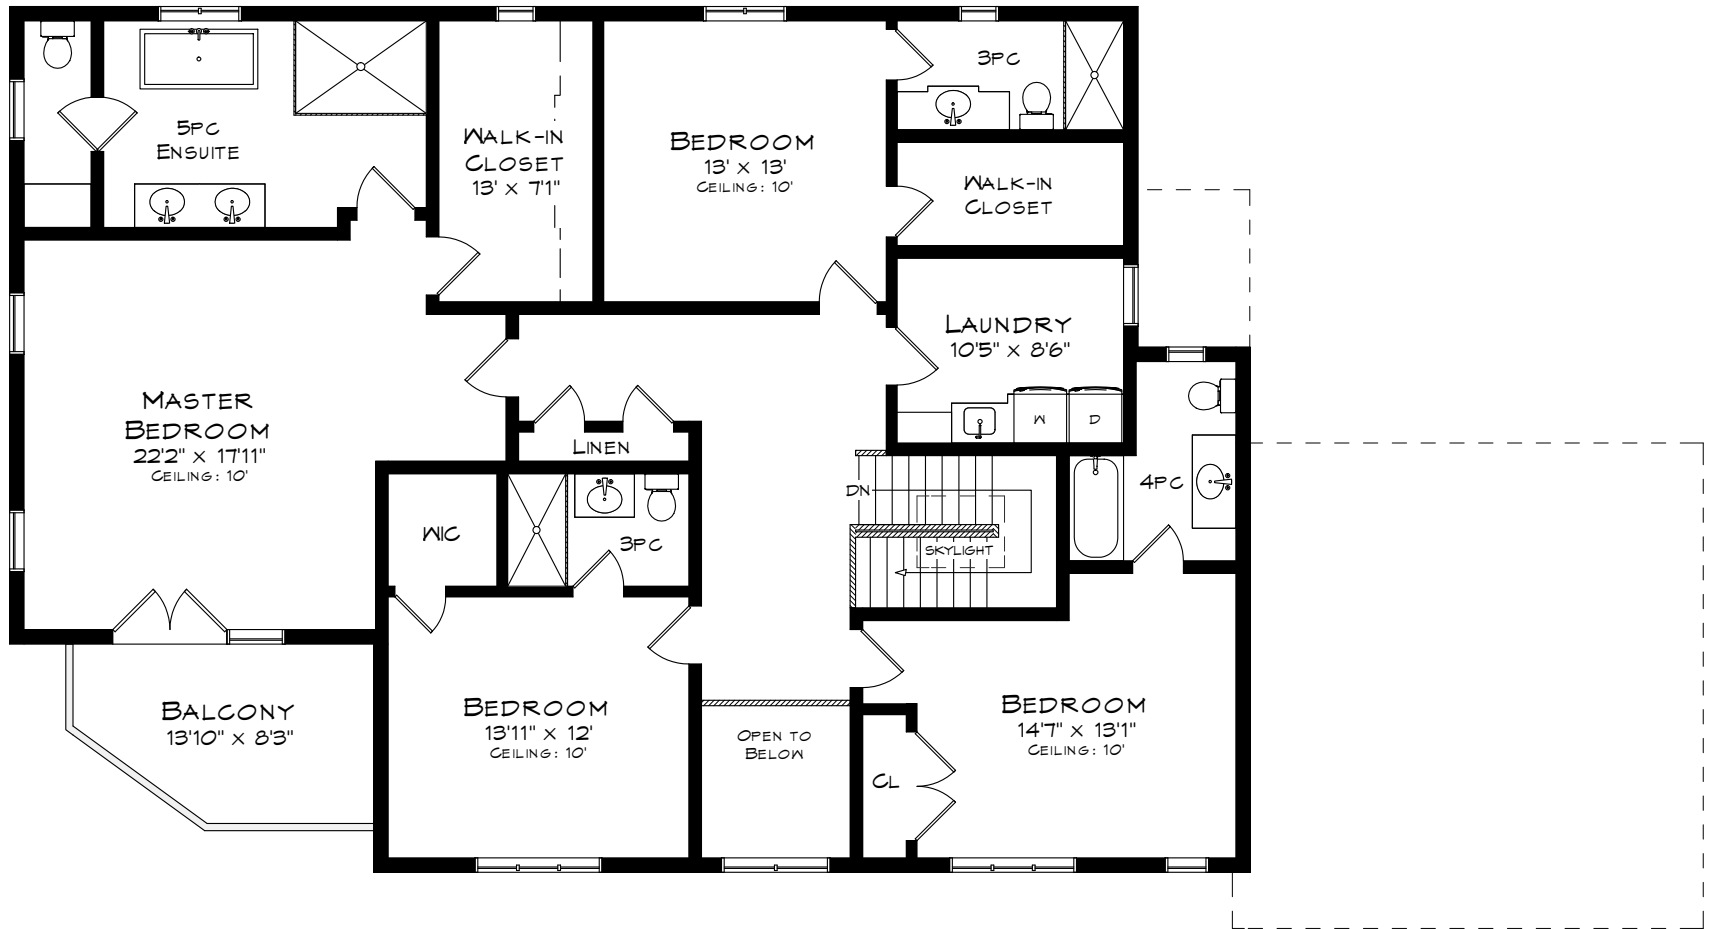 5PC
ENSUITE
WALK-IN
CLOSET
13' X 7'1"
BEDROOM
13' X 13'
CEILING: 10'
3PC
WALK-IN
CLOSET
LAUNDRY
10'5" X 8'6"
W
D
MASTER
BEDROOM
22'2" X 17'11"
CEILING: 10'
LINEN
WIC
3PC
DN
SKYLIGHT
4PC
BALCONY
13'10" X 8'3"
BEDROOM
13'11" X 12'
CEILING: 10'
OPEN TO
BELOW
CL
BEDROOM
14'7" X 13'1"
CEILING: 10'